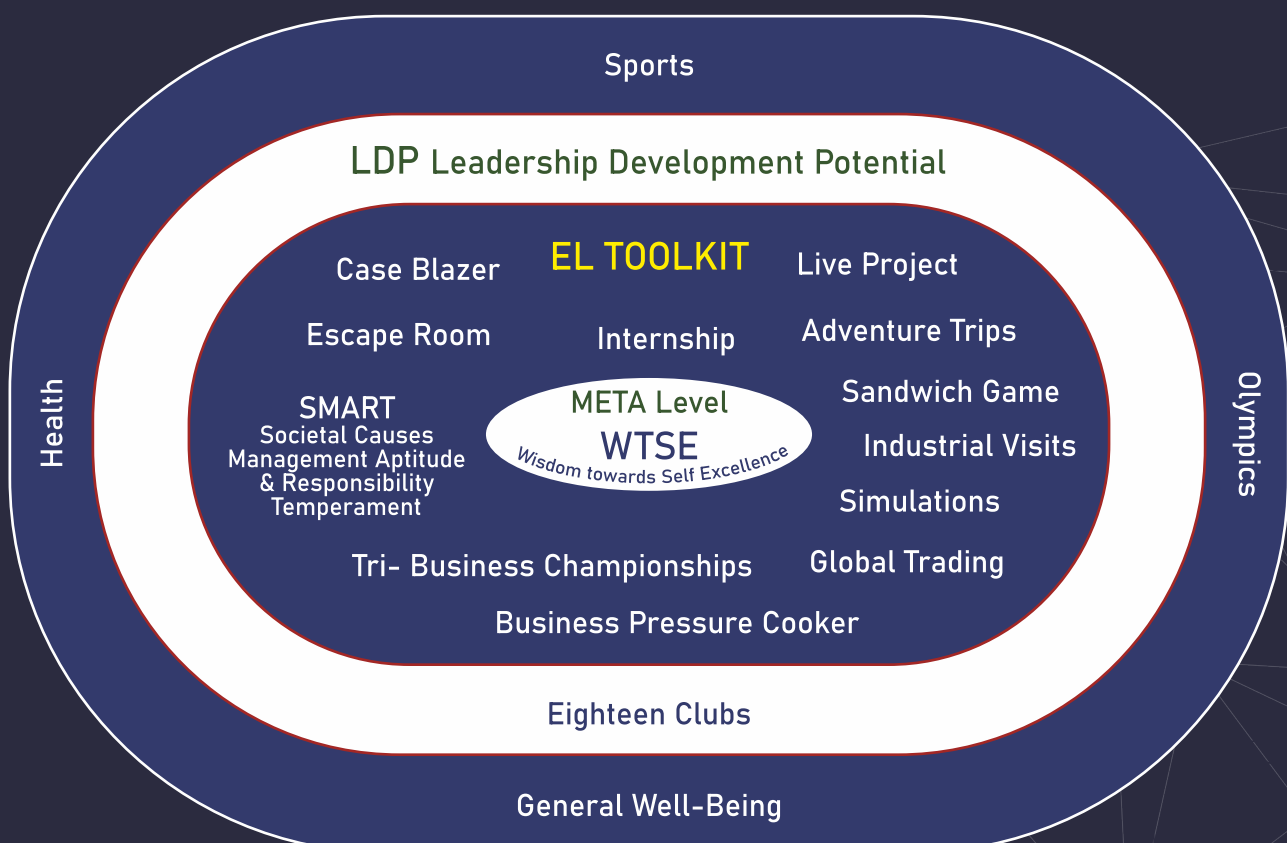 Sports
LDP Leadership Development Potential
EL TOOLKIT
Case Blazer
Live Project
Escape Room
Internship
Adventure Trips
META Level
WTSE
Wisdom towards Self Excellence
SMART
Societal Causes
Management Aptitude
& Responsibility
Temperament
Sandwich Game
Industrial Visits
Simulations
Tri- Business Championships
Global Trading
Business Pressure Cooker
Eighteen Clubs
General Well-Being
Health
Olympics